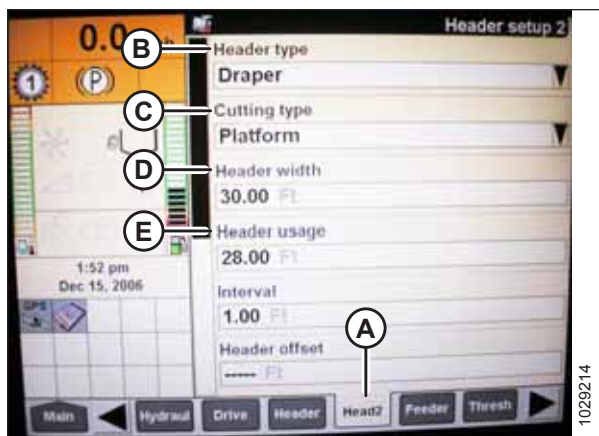 0.0
Header setup 2
B
Header type
Draper
1
(P)
C
Cutting type
Platform
D
Header width
30.00 Ft
E
Header usage
28.00 Ft
1:52 pm
Dec 15, 2006
Interval
1.00 Ft
GPS
A
Header offset
----- Ft
Main
Hydraul
Drive
Header
Head2
Feeder
Thresh
1029214